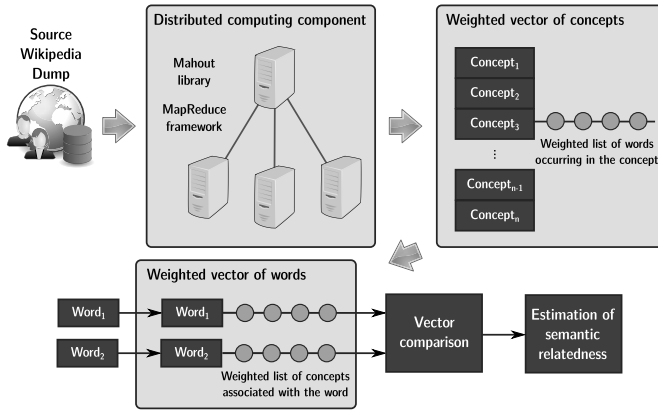 Source
Wikipedia
Dump
Distributed computing component
Mahout
library
MapReduce
framework
Weighted vector of concepts
Concept₁
Concept₂
Concept₃
Weighted list of words
occurring in the concept
...
Conceptₙ₋₁
Conceptₙ
Weighted vector of words
Word₁
Word₁
Word₂
Word₂
Weighted list of concepts
associated with the word
Vector
comparison
Estimation of
semantic
relatedness